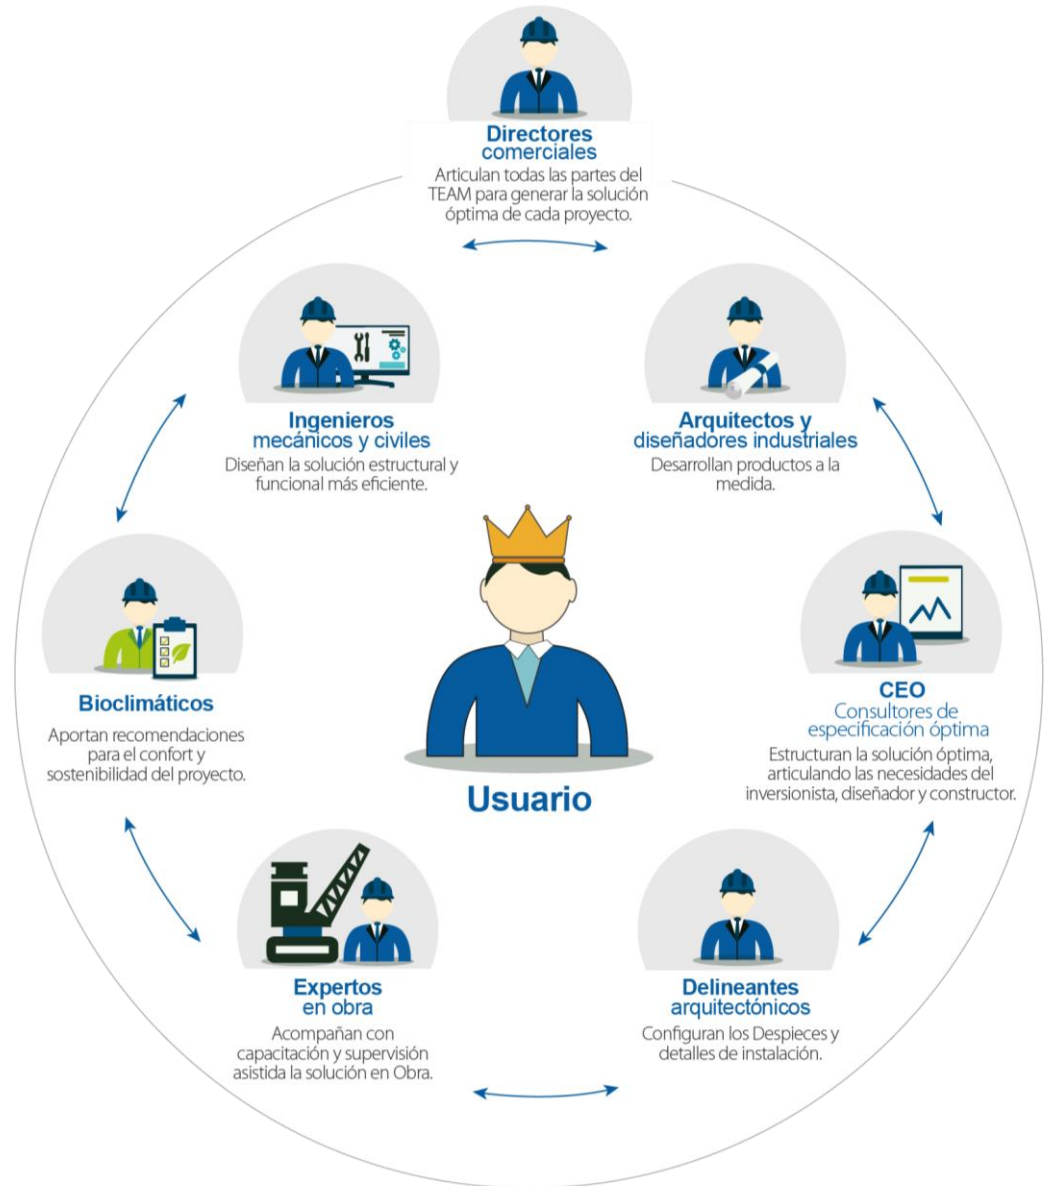 Directores
comerciales
Articulan todas las partes del
TEAM para generar la solución
óptima de cada proyecto.
Ingenieros
mecánicos y civiles
Diseñan la solución estructural y
funcional más eficiente.
Arquitectos y
diseñadores industriales
Desarrollan productos a la
medida.
Bioclimáticos
Aportan recomendaciones
para el confort y
sostenibilidad del proyecto.
Usuario
CEO
Consultores de
especificación óptima
Estructuran la solución óptima,
articulando las necesidades del
inversionista, diseñador y constructor.
Expertos
en obra
Acompañan con
capacitación y supervisión
asistida la solución en Obra.
Delineantes
arquitectónicos
Configuran los Despieces y
detalles de instalación.